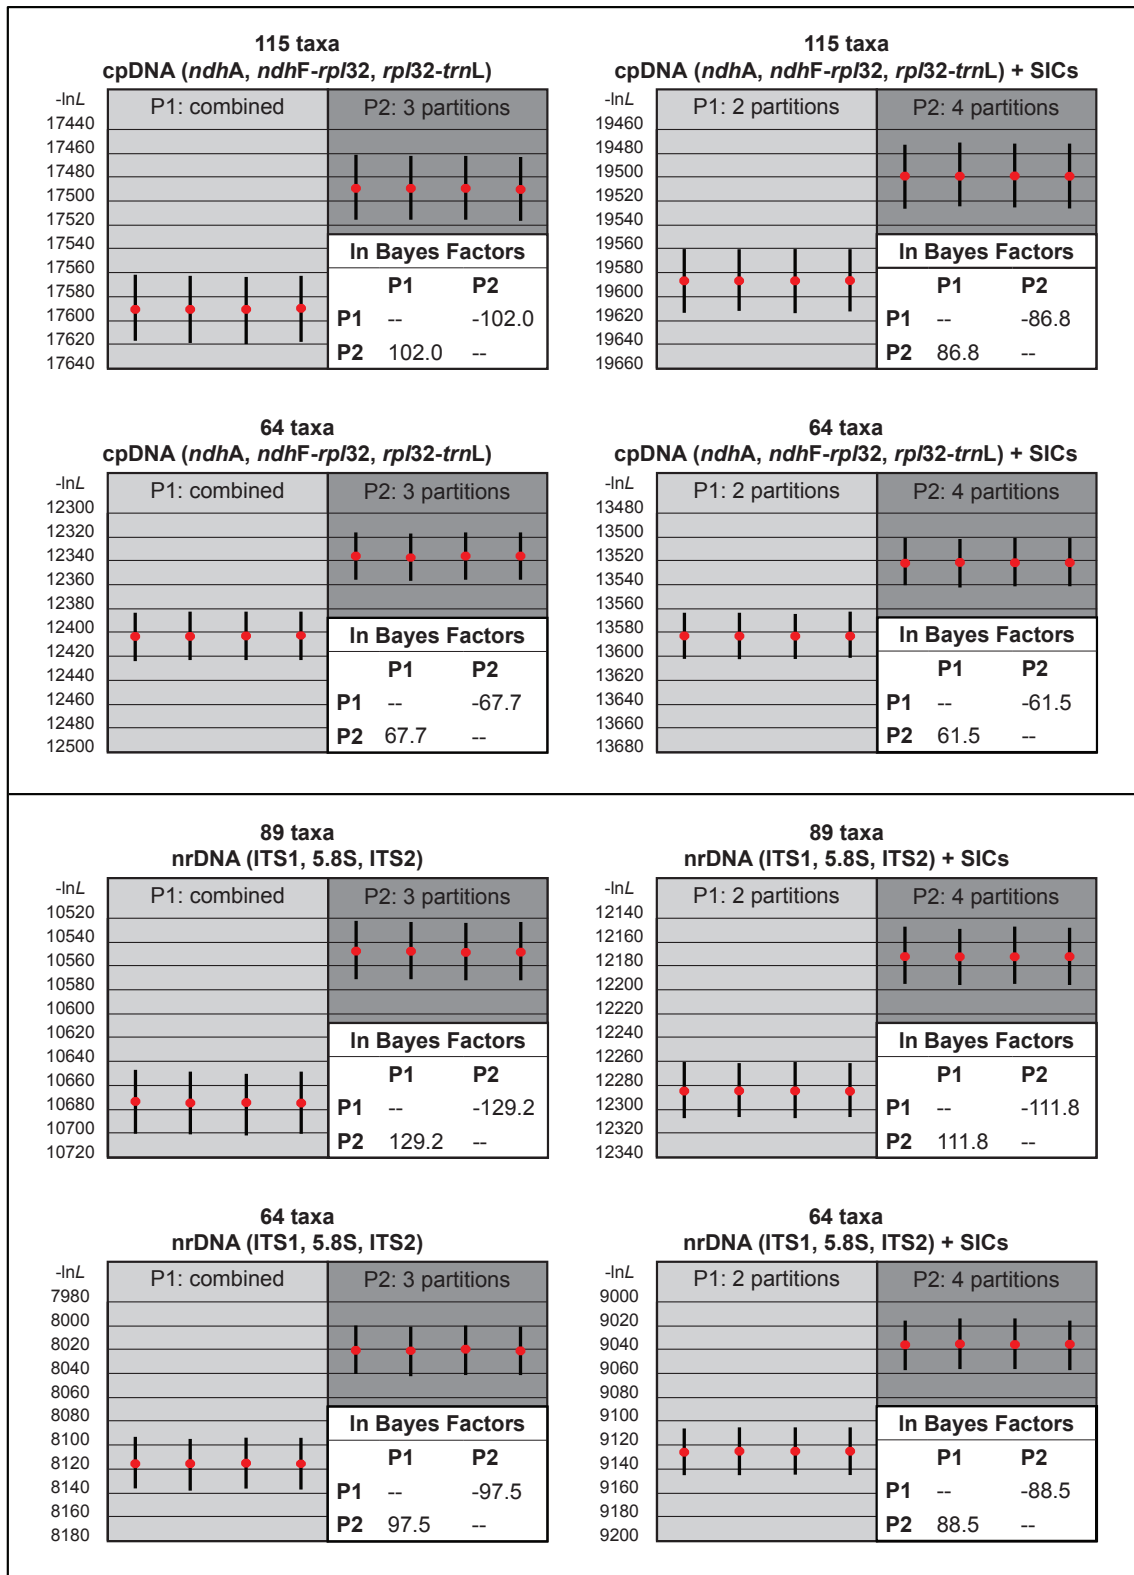 115 taxa
cpDNA (ndhA, ndhF-rpl32, rpl32-trnL)
-lnL
P1: combined
P2: 3 partitions
17440
17460
17480
17500
17520
17540
17560
17580
17600
17620
17640
ln Bayes Factors
P1 P2
P1 -- -102.0
P2 102.0 --
115 taxa
cpDNA (ndhA, ndhF-rpl32, rpl32-trnL) + SICs
-lnL
P1: 2 partitions
P2: 4 partitions
19460
19480
19500
19520
19540
19560
19580
19600
19620
19640
19660
ln Bayes Factors
P1 P2
P1 -- -86.8
P2 86.8 --
64 taxa
cpDNA (ndhA, ndhF-rpl32, rpl32-trnL)
-lnL
P1: combined
P2: 3 partitions
12300
12320
12340
12360
12380
12400
12420
12440
12460
12480
12500
ln Bayes Factors
P1 P2
P1 -- -67.7
P2 67.7 --
64 taxa
cpDNA (ndhA, ndhF-rpl32, rpl32-trnL) + SICs
-lnL
P1: 2 partitions
P2: 4 partitions
13480
13500
13520
13540
13560
13580
13600
13620
13640
13660
13680
ln Bayes Factors
P1 P2
P1 -- -61.5
P2 61.5 --
89 taxa
nrDNA (ITS1, 5.8S, ITS2)
-lnL
P1: combined
P2: 3 partitions
10520
10540
10560
10580
10600
10620
10640
10660
10680
10700
10720
ln Bayes Factors
P1 P2
P1 -- -129.2
P2 129.2 --
89 taxa
nrDNA (ITS1, 5.8S, ITS2) + SICs
-lnL
P1: 2 partitions
P2: 4 partitions
12140
12160
12180
12200
12220
12240
12260
12280
12300
12320
12340
ln Bayes Factors
P1 P2
P1 -- -111.8
P2 111.8 --
64 taxa
nrDNA (ITS1, 5.8S, ITS2)
-lnL
P1: combined
P2: 3 partitions
7980
8000
8020
8040
8060
8080
8100
8120
8140
8160
8180
ln Bayes Factors
P1 P2
P1 -- -97.5
P2 97.5 --
64 taxa
nrDNA (ITS1, 5.8S, ITS2) + SICs
-lnL
P1: 2 partitions
P2: 4 partitions
9000
9020
9040
9060
9080
9100
9120
9140
9160
9180
9200
ln Bayes Factors
P1 P2
P1 -- -88.5
P2 88.5 --